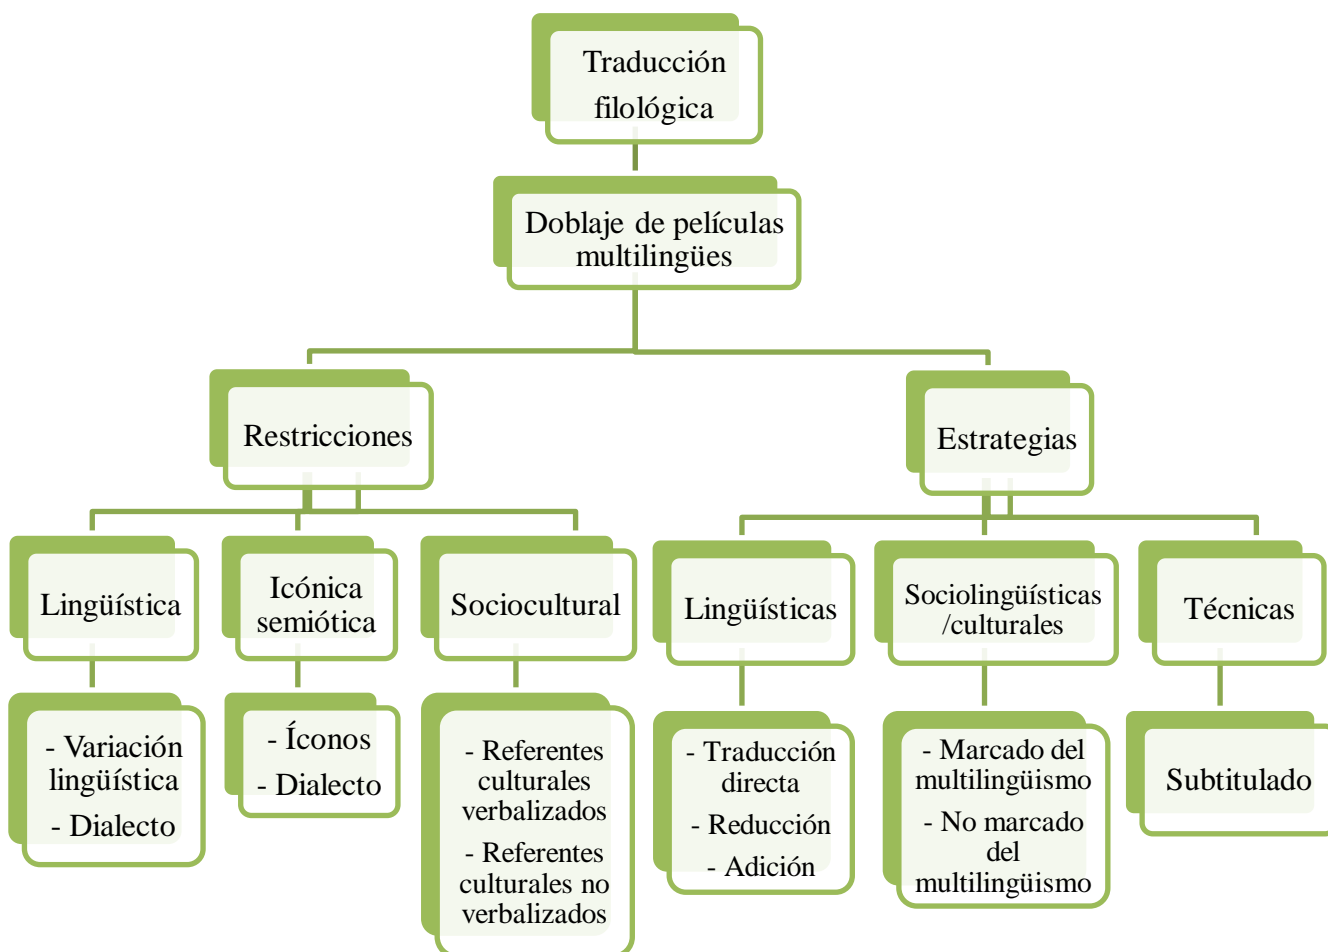 Traducción
filológica
Doblaje de películas
multilingües
Restricciones
Estrategias
Lingüística
Icónica
semiótica
Sociocultural
Lingüísticas
Sociolingüísticas
/culturales
Técnicas
- Variación
lingüística
- Dialecto
- Íconos
- Dialecto
- Referentes
culturales
verbalizados
- Referentes
culturales no
verbalizados
- Traducción
directa
- Reducción
- Adición
- Marcado del
multilingüismo
- No marcado
del
multilingüismo
Subtitulado